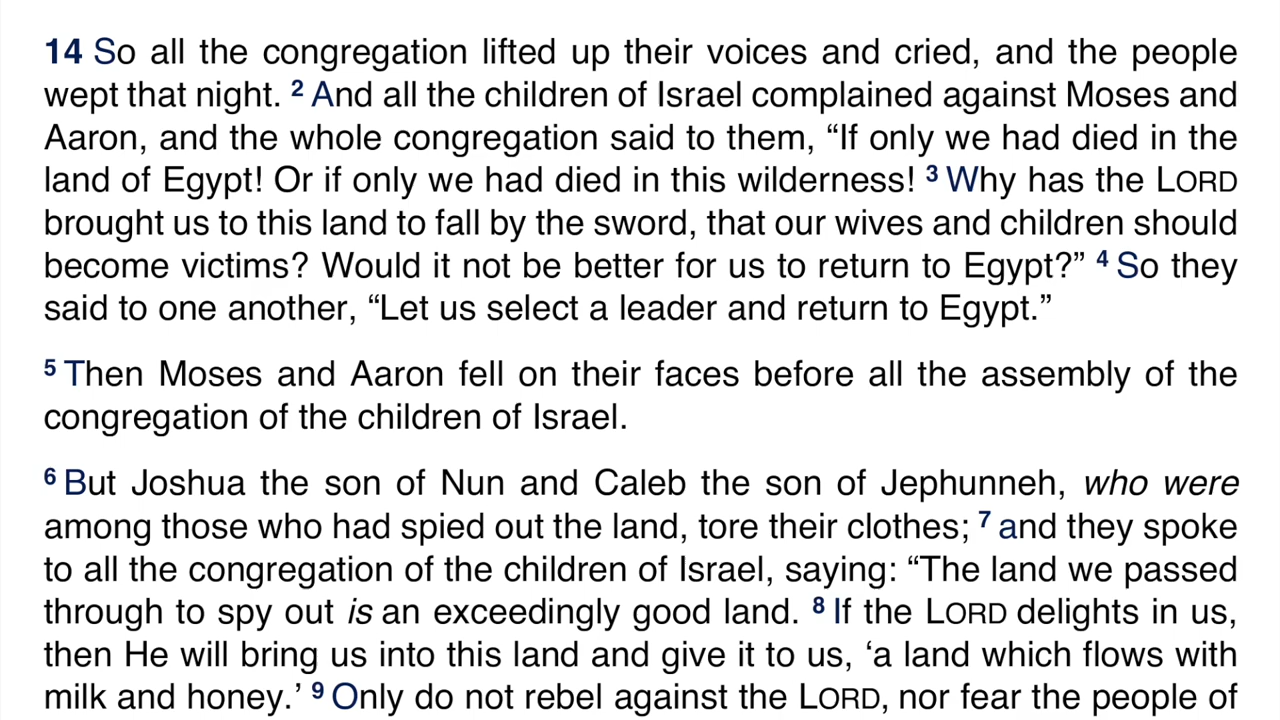 14 So all the congregation lifted up their voices and cried, and the people
wept that night. 2 And all the children of Israel complained against Moses and
Aaron, and the whole congregation said to them, “If only we had died in the
land of Egypt! Or if only we had died in this wilderness! 3 Why has the LORD
brought us to this land to fall by the sword, that our wives and children should
become victims? Would it not be better for us to return to Egypt?” 4 So they
said to one another, “Let us select a leader and return to Egypt.”
5 Then Moses and Aaron fell on their faces before all the assembly of the
congregation of the children of Israel.
6 But Joshua the son of Nun and Caleb the son of Jephunneh, who were
among those who had spied out the land, tore their clothes; 7 and they spoke
to all the congregation of the children of Israel, saying: “The land we passed
through to spy out is an exceedingly good land. 8 If the LORD delights in us,
then He will bring us into this land and give it to us, ‘a land which flows with
milk and honey.’ 9 Only do not rebel against the LORD, nor fear the people of